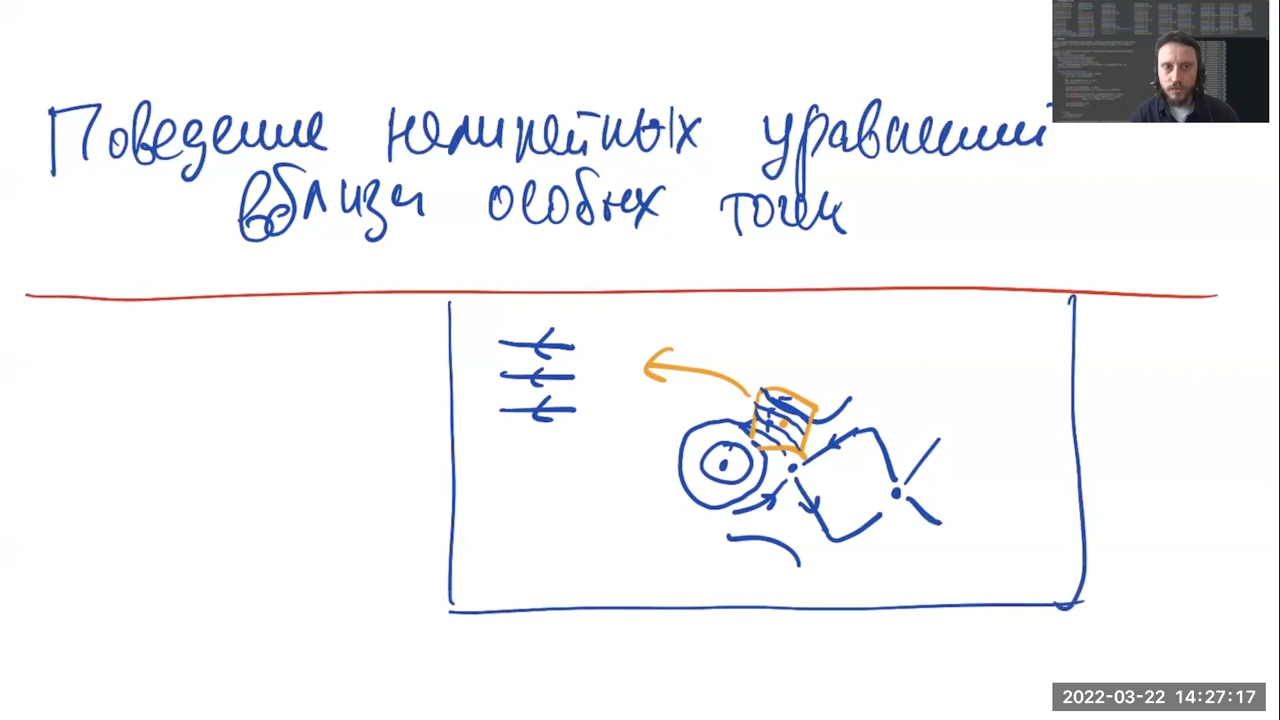 Поведение нелинейных уравнений
вблизи особых точек
2022-03-22 14:27:17